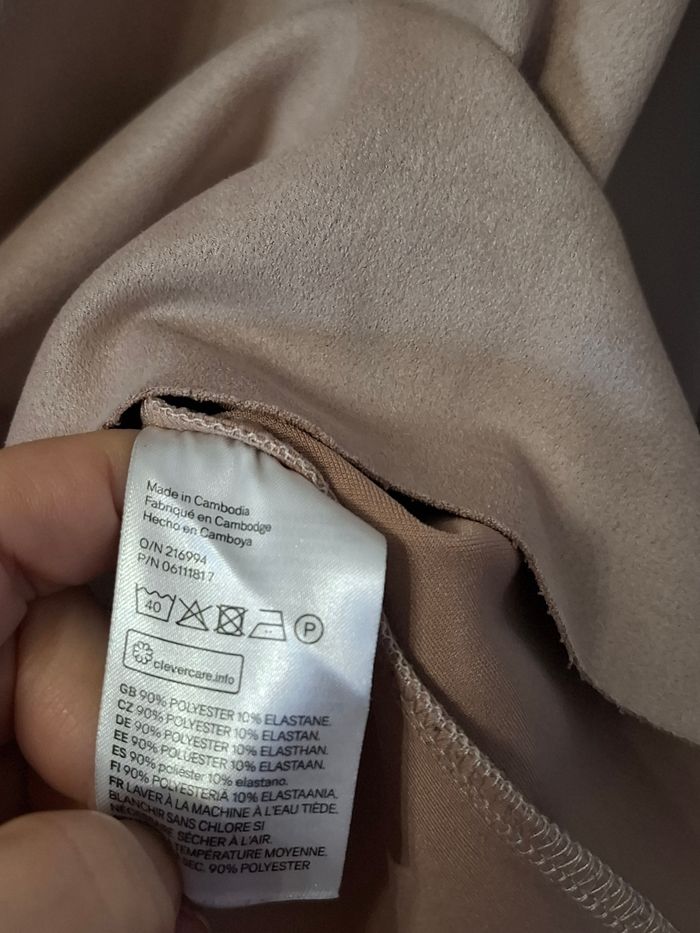 Made in Cambodia
Fabriqué en Cambodge
Hecho en Camboya
O/N 216994
P/N 06111817
40
P
clevercare.info
GB 90% POLYESTER 10% ELASTANE.
CZ 90% POLYESTER 10% ELASTAN.
DE 90% POLYESTER 10% ELASTHAN.
EE 90% POLÜESTER 10% ELASTAAN.
ES 90% poliéster 10% elastano.
FI 90% POLYESTERIA 10% ELASTAANIA.
FR LAVER À LA MACHINE À L'EAU TIÈDE.
BLANCHIR SANS CHLORE SI
SÉCHER À L'AIR.
TEMPÉRATURE MOYENNE.
SEC. 90% POLYESTER